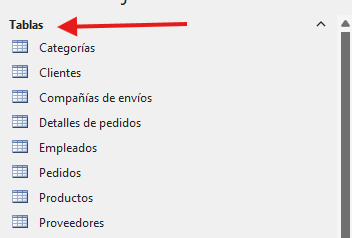 Tablas
Categorías
Clientes
Compañías de envíos
Detalles de pedidos
Empleados
Pedidos
Productos
Proveedores